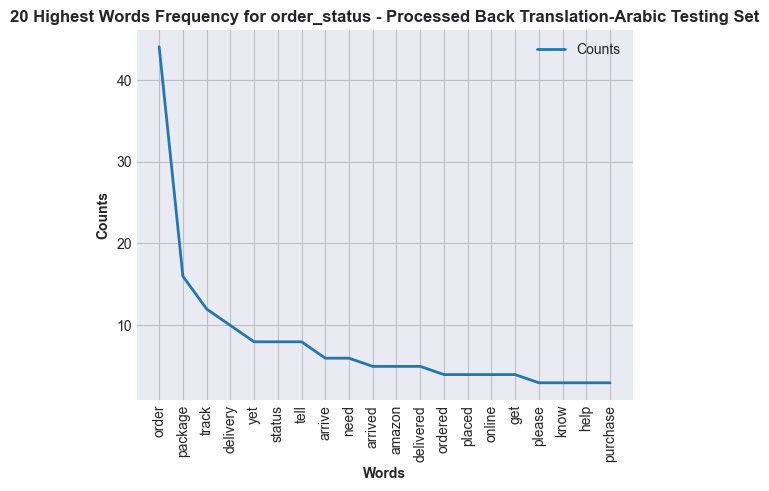 20 Highest Words Frequency for order_status - Processed Back Translation-Arabic Testing Set
Counts
40
30
20
10
Counts
order
package
track
delivery
yet
status
tell
arrive
need
arrived
amazon
delivered
ordered
placed
online
get
please
know
help
purchase
Words